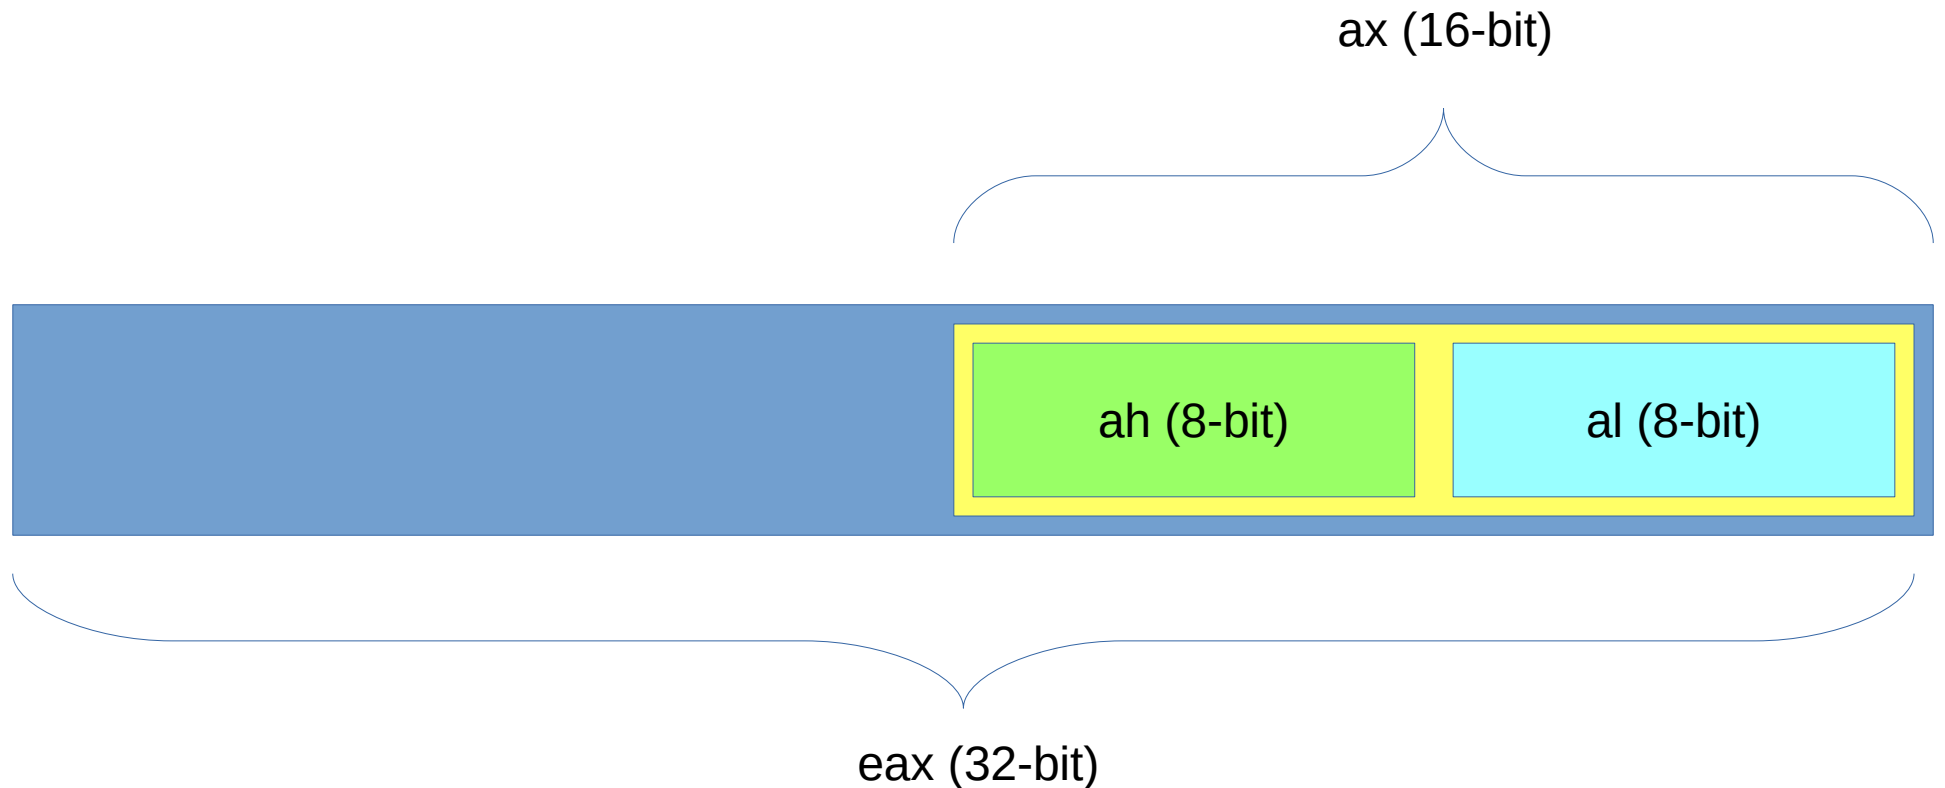 ax (16-bit)
ah (8-bit)
al (8-bit)
eax (32-bit)